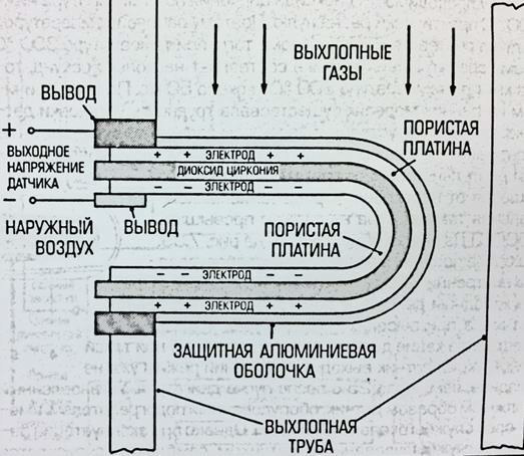 ВЫХЛОПНЫЕ
ГАЗЫ
ВЫВОД
+
ВЫХОДНОЕ
НАПРЯЖЕНИЕ
ДАТЧИКА
−
НАРУЖНЫЙ
ВОЗДУХ
ВЫВОД
ПОРИСТАЯ
ПЛАТИНА
+ + ЭЛЕКТРОД + +
ДИОКСИД ЦИРКОНИЯ
− − ЭЛЕКТРОД − −
ПОРИСТАЯ
ПЛАТИНА
− − ЭЛЕКТРОД − −
+ + ЭЛЕКТРОД + +
ЗАЩИТНАЯ АЛЮМИНИЕВАЯ
ОБОЛОЧКА
ВЫХЛОПНАЯ
ТРУБА